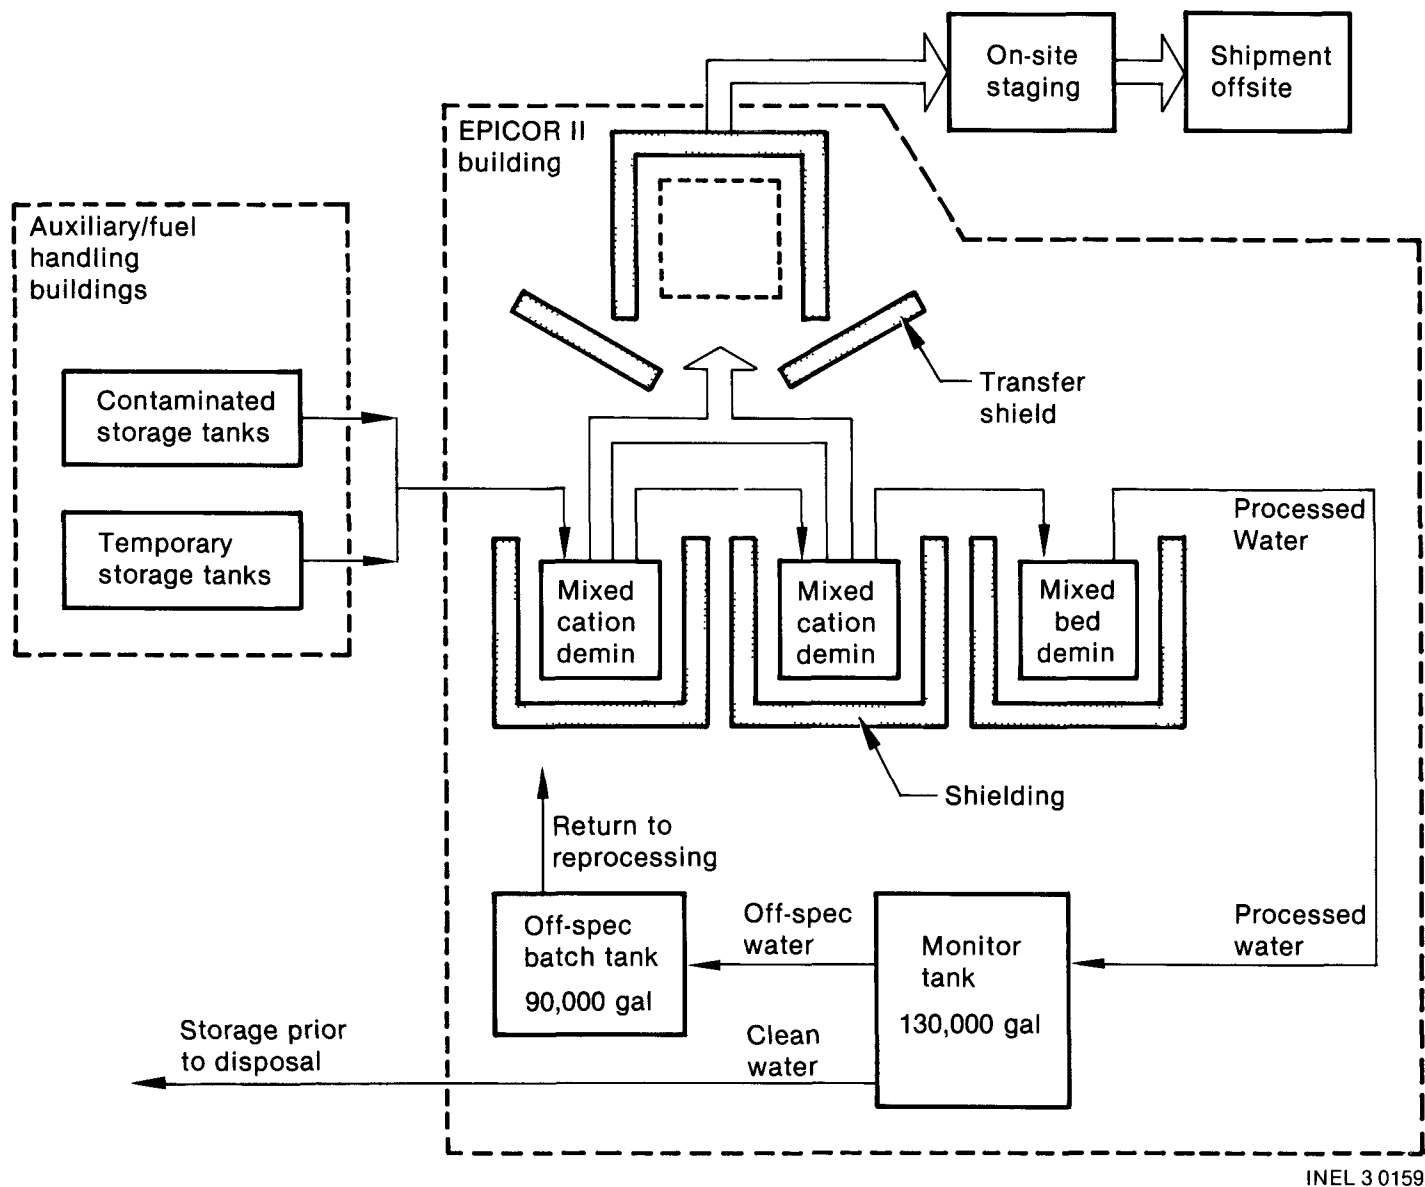 On-site
staging
Shipment
offsite
EPICOR II
building
Auxiliary/fuel
handling
buildings
Transfer
shield
Contaminated
storage tanks
Temporary
storage tanks
Processed
Water
Mixed
cation
demin
Mixed
cation
demin
Mixed
bed
demin
Shielding
Return to
reprocessing
Off-spec
batch tank
90,000 gal
Off-spec
water
Monitor
tank
130,000 gal
Processed
water
Clean
water
Storage prior
to disposal
INEL 3 0159